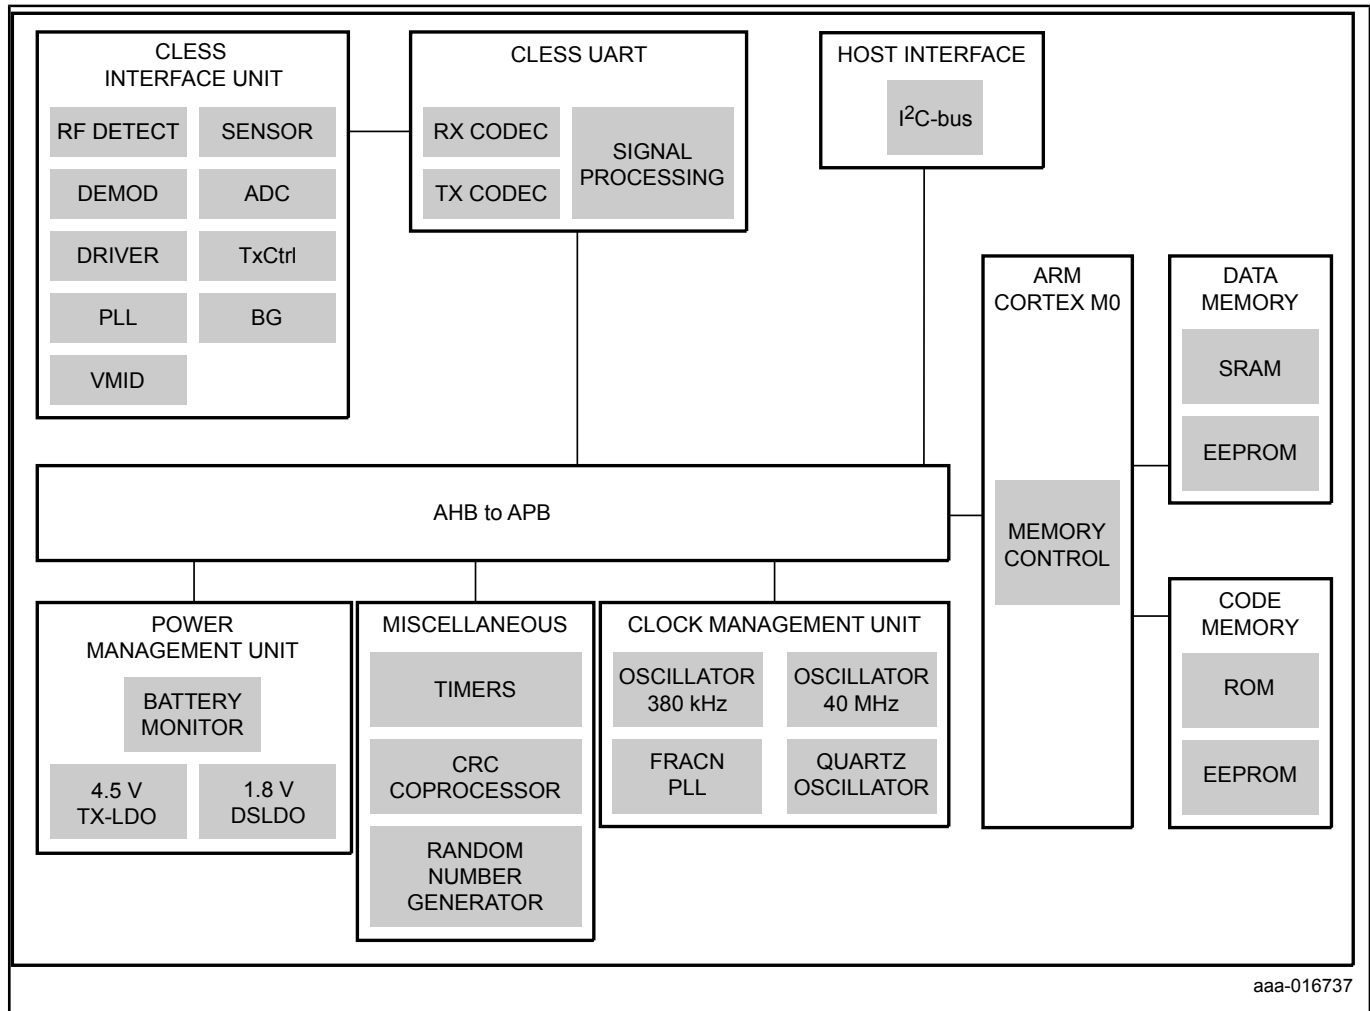 CLESS
INTERFACE UNIT
RF DETECT
SENSOR
DEMOD
ADC
DRIVER
TxCtrl
PLL
BG
VMID
CLESS UART
RX CODEC
TX CODEC
SIGNAL
PROCESSING
HOST INTERFACE
I²C-bus
ARM
CORTEX M0
MEMORY
CONTROL
DATA
MEMORY
SRAM
EEPROM
AHB to APB
CODE
MEMORY
ROM
EEPROM
POWER
MANAGEMENT UNIT
BATTERY
MONITOR
4.5 V
TX-LDO
1.8 V
DSLDO
MISCELLANEOUS
TIMERS
CRC
COPROCESSOR
RANDOM
NUMBER
GENERATOR
CLOCK MANAGEMENT UNIT
OSCILLATOR
380 kHz
OSCILLATOR
40 MHz
FRACN
PLL
QUARTZ
OSCILLATOR
aaa-016737